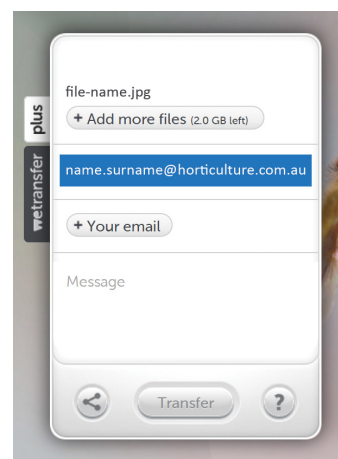 file-name.jpg
+ Add more files (2.0 GB left)
plus
wetransfer
name.surname@horticulture.com.au
+ Your email
Message
Transfer
?